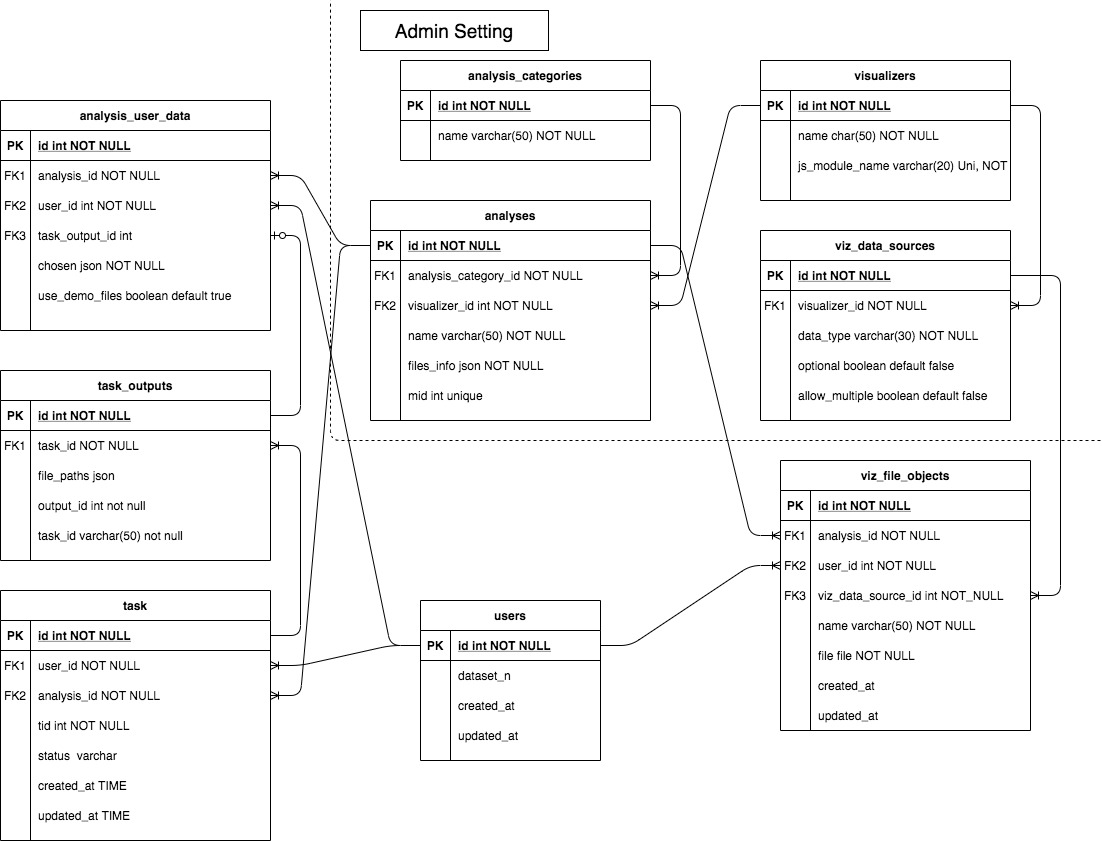 Admin Setting
analysis_categories
PK id int NOT NULL
name varchar(50) NOT NULL
visualizers
PK id int NOT NULL
name char(50) NOT NULL
js_module_name varchar(20) Uni, NOT
analysis_user_data
PK id int NOT NULL
FK1 analysis_id NOT NULL
FK2 user_id int NOT NULL
FK3 task_output_id int
chosen json NOT NULL
use_demo_files boolean default true
analyses
PK id int NOT NULL
FK1 analysis_category_id NOT NULL
FK2 visualizer_id int NOT NULL
name varchar(50) NOT NULL
files_info json NOT NULL
mid int unique
viz_data_sources
PK id int NOT NULL
FK1 visualizer_id NOT NULL
data_type varchar(30) NOT NULL
optional boolean default false
allow_multiple boolean default false
task_outputs
PK id int NOT NULL
FK1 task_id NOT NULL
file_paths json
output_id int not null
task_id varchar(50) not null
viz_file_objects
PK id int NOT NULL
FK1 analysis_id NOT NULL
FK2 user_id int NOT NULL
FK3 viz_data_source_id int NOT_NULL
name varchar(50) NOT NULL
file file NOT NULL
created_at
updated_at
task
PK id int NOT NULL
FK1 user_id NOT NULL
FK2 analysis_id NOT NULL
tid int NOT NULL
status varchar
created_at TIME
updated_at TIME
users
PK id int NOT NULL
dataset_n
created_at
updated_at